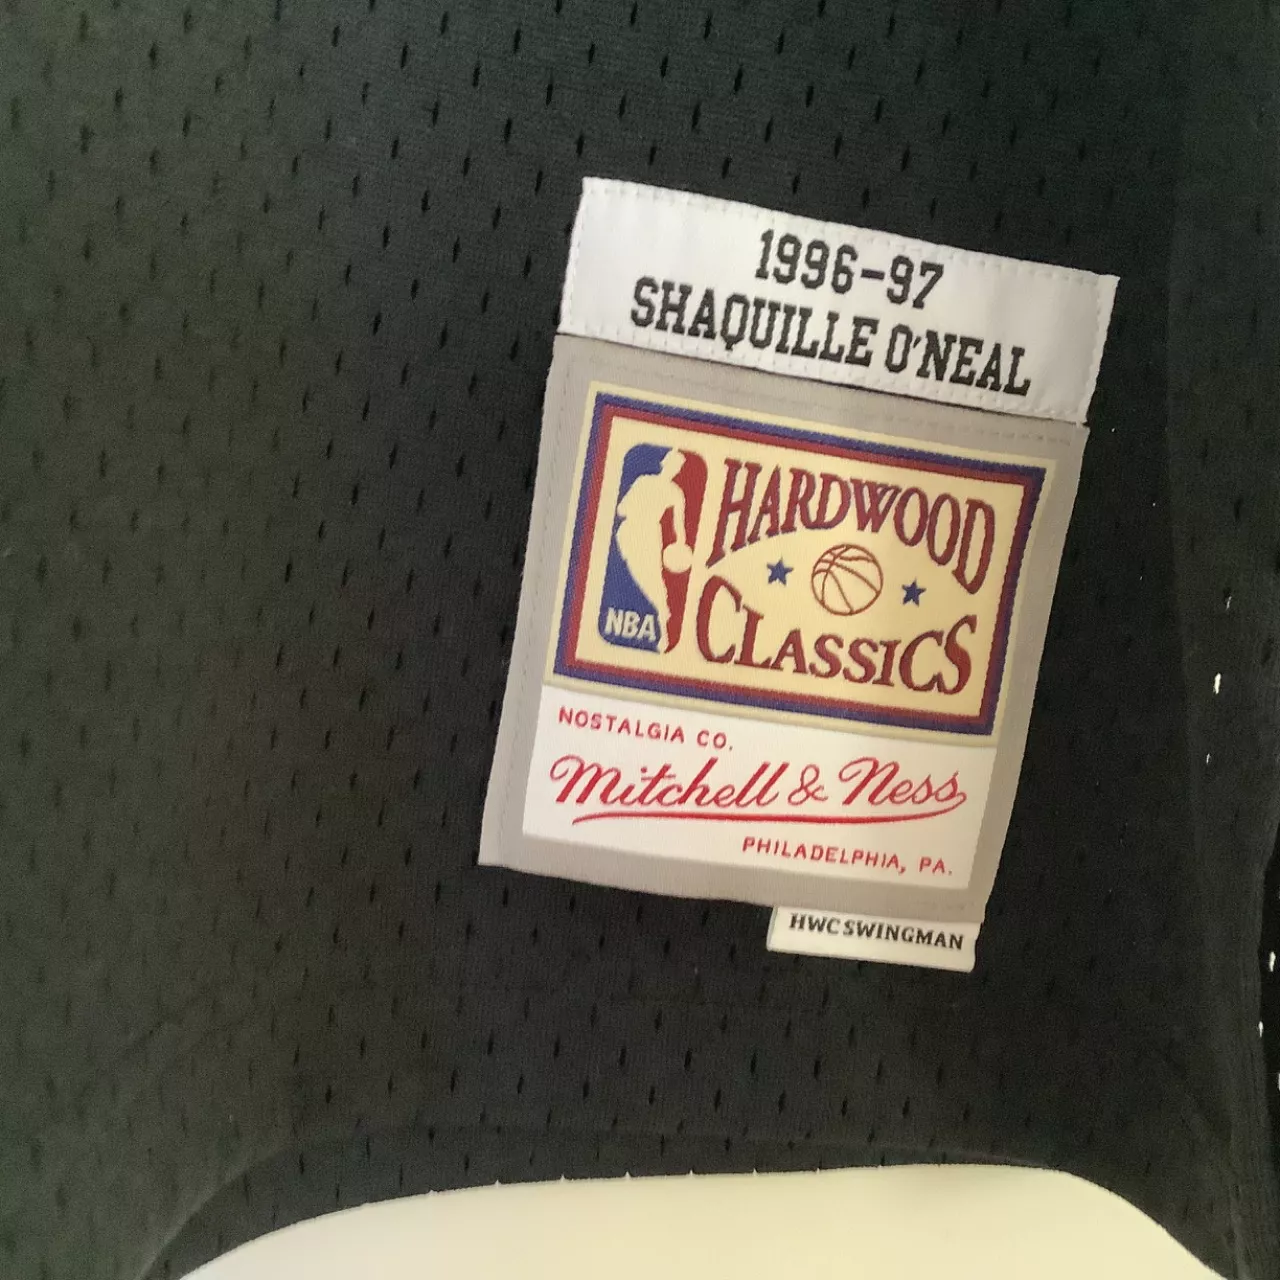 1996-97
SHAQUILLE O'NEAL
HARDWOOD
CLASSICS
NBA
NOSTALGIA CO.
Mitchell & Ness
PHILADELPHIA, PA.
HWC SWINGMAN